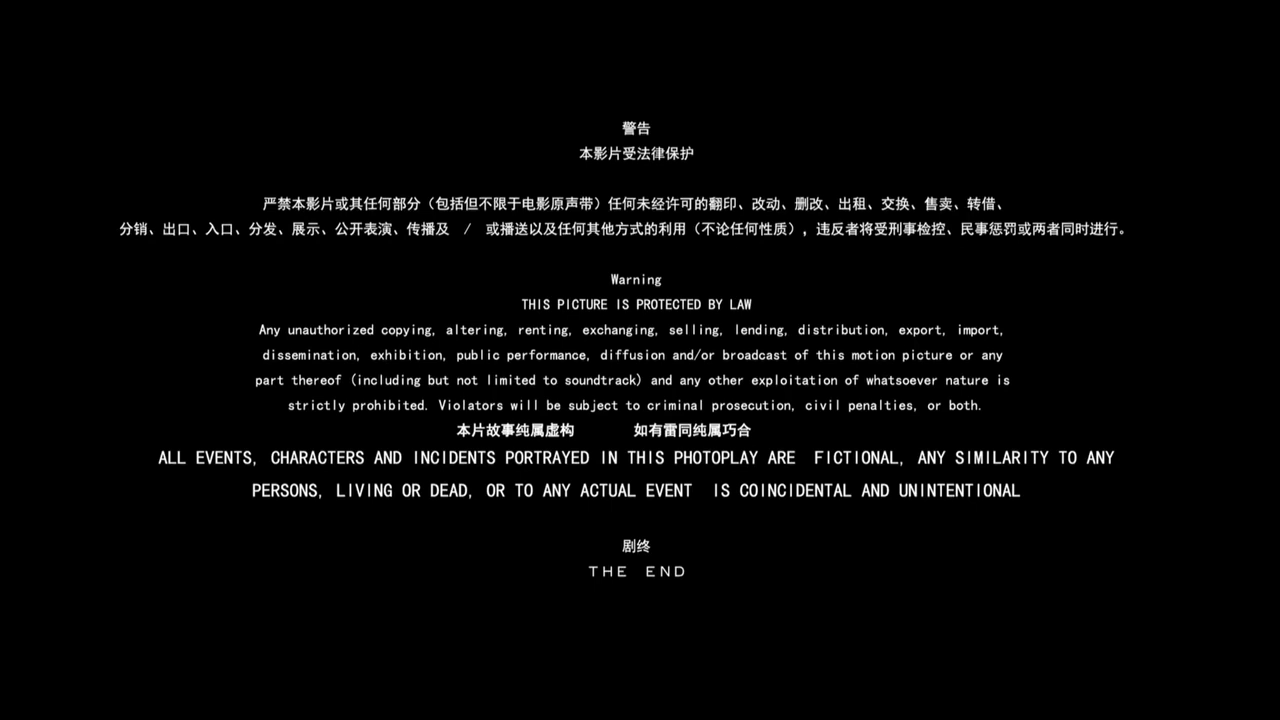 警告
本影片受法律保护
严禁本影片或其任何部分（包括但不限于电影原声带）任何未经许可的翻印、改动、删改、出租、交换、售卖、转借、
分销、出口、入口、分发、展示、公开表演、传播及 / 或播送以及任何其他方式的利用（不论任何性质），违反者将受刑事检控、民事惩罚或两者同时进行。
Warning
THIS PICTURE IS PROTECTED BY LAW
Any unauthorized copying, altering, renting, exchanging, selling, lending, distribution, export, import,
dissemination, exhibition, public performance, diffusion and/or broadcast of this motion picture or any
part thereof (including but not limited to soundtrack) and any other exploitation of whatsoever nature is
strictly prohibited. Violators will be subject to criminal prosecution, civil penalties, or both.
本片故事纯属虚构 如有雷同纯属巧合
ALL EVENTS, CHARACTERS AND INCIDENTS PORTRAYED IN THIS PHOTOPLAY ARE FICTIONAL, ANY SIMILARITY TO ANY
PERSONS, LIVING OR DEAD, OR TO ANY ACTUAL EVENT IS COINCIDENTAL AND UNINTENTIONAL
剧终
THE END